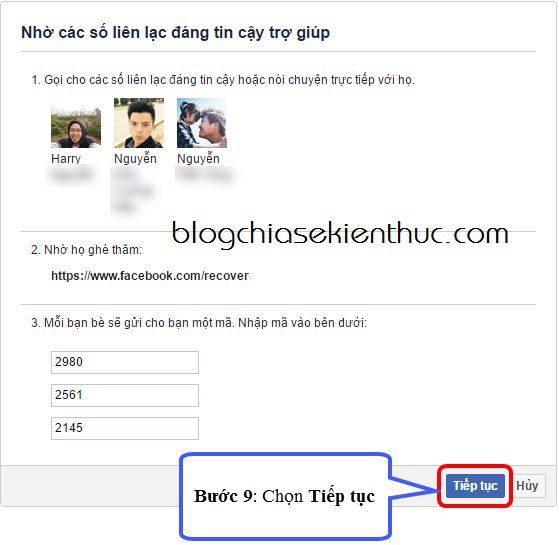 Nhờ các số liên lạc đáng tin cậy trợ giúp
1. Gọi cho các số liên lạc đáng tin cậy hoặc nói chuyện trực tiếp với họ.
Harry Nguyễn Nguyễn
blogchiasekienthuc.com
2. Nhờ họ ghé thăm:
https://www.facebook.com/recover
3. Mỗi bạn bè sẽ gửi cho bạn một mã. Nhập mã vào bên dưới:
2980
2561
2145
Tiếp tục Hủy
Bước 9: Chọn Tiếp tục